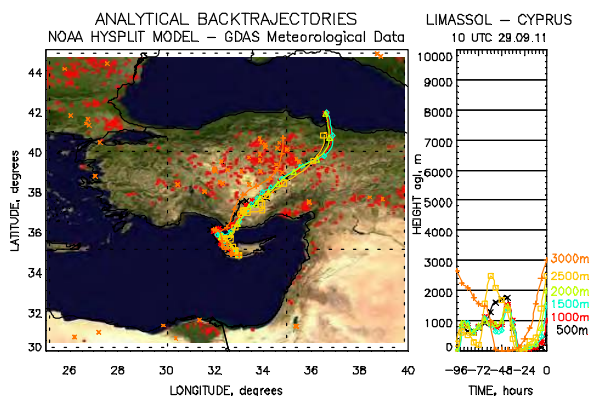 ANALYTICAL BACKTRAJECTORIES
NOAA HYSPLIT MODEL – GDAS Meteorological Data
LIMASSOL – CYPRUS
10 UTC 29.09.11
LATITUDE, degrees
44
42
40
38
36
34
32
30
26 28 30 32 34 36 38 40
LONGITUDE, degrees
HEIGHT agl, m
10000
9000
8000
7000
6000
5000
4000
3000
2000
1000
0
-96 -72 -48 -24 0
TIME, hours
3000m
2500m
2000m
1500m
1000m
500m